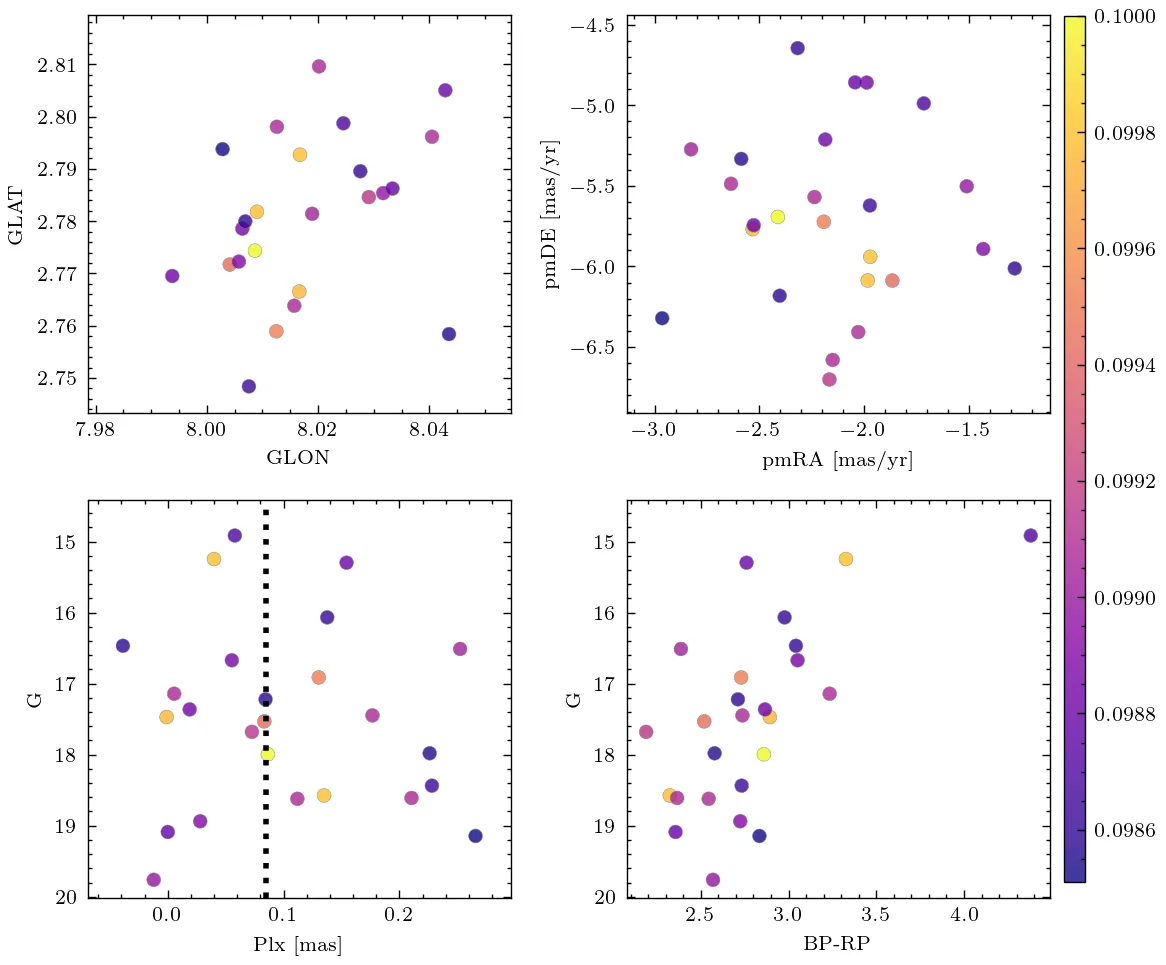 2.81
2.80
2.79
2.78
2.77
2.76
2.75
GLAT
7.98 8.00 8.02 8.04
GLON
−4.5
−5.0
−5.5
−6.0
−6.5
pmDE [mas/yr]
−3.0 −2.5 −2.0 −1.5
pmRA [mas/yr]
0.1000
0.0998
0.0996
0.0994
0.0992
0.0990
0.0988
0.0986
15
16
17
18
19
20
G
0.0 0.1 0.2
Plx [mas]
15
16
17
18
19
20
G
2.5 3.0 3.5 4.0
BP-RP